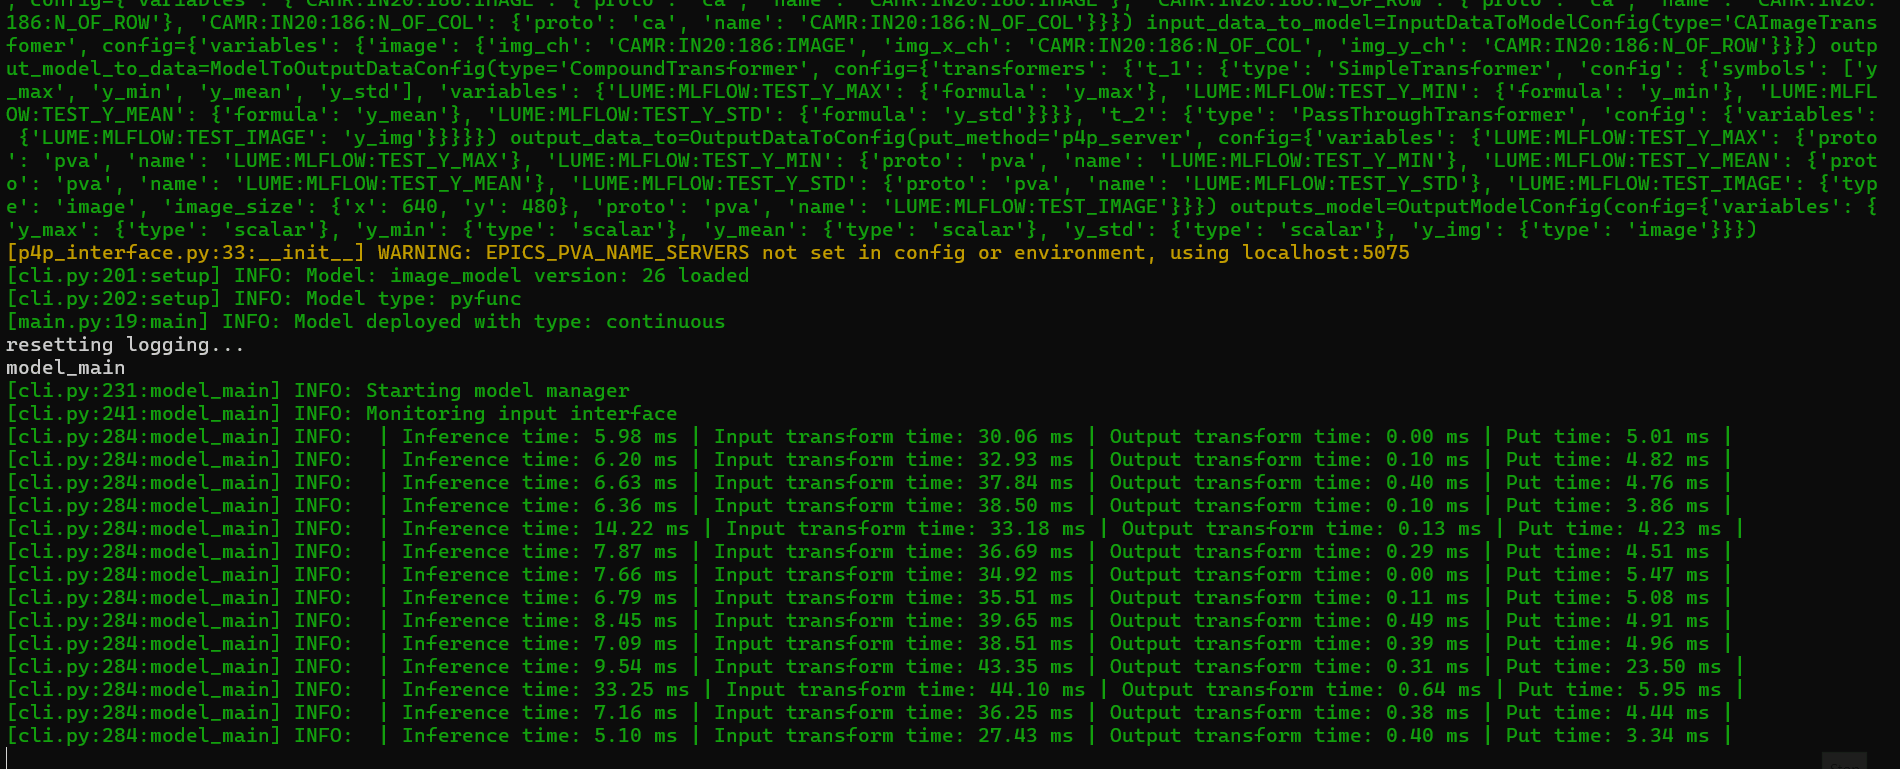 186:N_OF_ROW'}, 'CAMR:IN20:186:N_OF_COL': {'proto': 'ca', 'name': 'CAMR:IN20:186:N_OF_COL'}}}) input_data_to_model=InputDataToModelConfig(type='CAImageTrans
fomer', config={'variables': {'image': {'img_ch': 'CAMR:IN20:186:IMAGE', 'img_x_ch': 'CAMR:IN20:186:N_OF_COL', 'img_y_ch': 'CAMR:IN20:186:N_OF_ROW'}}}) outp
ut_model_to_data=ModelToOutputDataConfig(type='CompoundTransformer', config={'transformers': {'t_1': {'type': 'SimpleTransformer', 'config': {'symbols': ['y
_max', 'y_min', 'y_mean', 'y_std'], 'variables': {'LUME:MLFLOW:TEST_Y_MAX': {'formula': 'y_max'}, 'LUME:MLFLOW:TEST_Y_MIN': {'formula': 'y_min'}, 'LUME:MLFL
OW:TEST_Y_MEAN': {'formula': 'y_mean'}, 'LUME:MLFLOW:TEST_Y_STD': {'formula': 'y_std'}}}}, 't_2': {'type': 'PassThroughTransformer', 'config': {'variables':
 {'LUME:MLFLOW:TEST_IMAGE': 'y_img'}}}}}) output_data_to=OutputDataToConfig(put_method='p4p_server', config={'variables': {'LUME:MLFLOW:TEST_Y_MAX': {'proto
': 'pva', 'name': 'LUME:MLFLOW:TEST_Y_MAX'}, 'LUME:MLFLOW:TEST_Y_MIN': {'proto': 'pva', 'name': 'LUME:MLFLOW:TEST_Y_MIN'}, 'LUME:MLFLOW:TEST_Y_MEAN': {'prot
o': 'pva', 'name': 'LUME:MLFLOW:TEST_Y_MEAN'}, 'LUME:MLFLOW:TEST_Y_STD': {'proto': 'pva', 'name': 'LUME:MLFLOW:TEST_Y_STD'}, 'LUME:MLFLOW:TEST_IMAGE': {'typ
e': 'image', 'image_size': {'x': 640, 'y': 480}, 'proto': 'pva', 'name': 'LUME:MLFLOW:TEST_IMAGE'}}}) outputs_model=OutputModelConfig(config={'variables': {
'y_max': {'type': 'scalar'}, 'y_min': {'type': 'scalar'}, 'y_mean': {'type': 'scalar'}, 'y_std': {'type': 'scalar'}, 'y_img': {'type': 'image'}}})
[p4p_interface.py:33:__init__] WARNING: EPICS_PVA_NAME_SERVERS not set in config or environment, using localhost:5075
[cli.py:201:setup] INFO: Model: image_model version: 26 loaded
[cli.py:202:setup] INFO: Model type: pyfunc
[main.py:19:main] INFO: Model deployed with type: continuous
resetting logging...
model_main
[cli.py:231:model_main] INFO: Starting model manager
[cli.py:241:model_main] INFO: Monitoring input interface
[cli.py:284:model_main] INFO:  | Inference time: 5.98 ms | Input transform time: 30.06 ms | Output transform time: 0.00 ms | Put time: 5.01 ms |
[cli.py:284:model_main] INFO:  | Inference time: 6.20 ms | Input transform time: 32.93 ms | Output transform time: 0.10 ms | Put time: 4.82 ms |
[cli.py:284:model_main] INFO:  | Inference time: 6.63 ms | Input transform time: 37.84 ms | Output transform time: 0.40 ms | Put time: 4.76 ms |
[cli.py:284:model_main] INFO:  | Inference time: 6.36 ms | Input transform time: 38.50 ms | Output transform time: 0.10 ms | Put time: 3.86 ms |
[cli.py:284:model_main] INFO:  | Inference time: 14.22 ms | Input transform time: 33.18 ms | Output transform time: 0.13 ms | Put time: 4.23 ms |
[cli.py:284:model_main] INFO:  | Inference time: 7.87 ms | Input transform time: 36.69 ms | Output transform time: 0.29 ms | Put time: 4.51 ms |
[cli.py:284:model_main] INFO:  | Inference time: 7.66 ms | Input transform time: 34.92 ms | Output transform time: 0.00 ms | Put time: 5.47 ms |
[cli.py:284:model_main] INFO:  | Inference time: 6.79 ms | Input transform time: 35.51 ms | Output transform time: 0.11 ms | Put time: 5.08 ms |
[cli.py:284:model_main] INFO:  | Inference time: 8.45 ms | Input transform time: 39.65 ms | Output transform time: 0.49 ms | Put time: 4.91 ms |
[cli.py:284:model_main] INFO:  | Inference time: 7.09 ms | Input transform time: 38.51 ms | Output transform time: 0.39 ms | Put time: 4.96 ms |
[cli.py:284:model_main] INFO:  | Inference time: 9.54 ms | Input transform time: 43.35 ms | Output transform time: 0.31 ms | Put time: 23.50 ms |
[cli.py:284:model_main] INFO:  | Inference time: 33.25 ms | Input transform time: 44.10 ms | Output transform time: 0.64 ms | Put time: 5.95 ms |
[cli.py:284:model_main] INFO:  | Inference time: 7.16 ms | Input transform time: 36.25 ms | Output transform time: 0.38 ms | Put time: 4.44 ms |
[cli.py:284:model_main] INFO:  | Inference time: 5.10 ms | Input transform time: 27.43 ms | Output transform time: 0.40 ms | Put time: 3.34 ms |